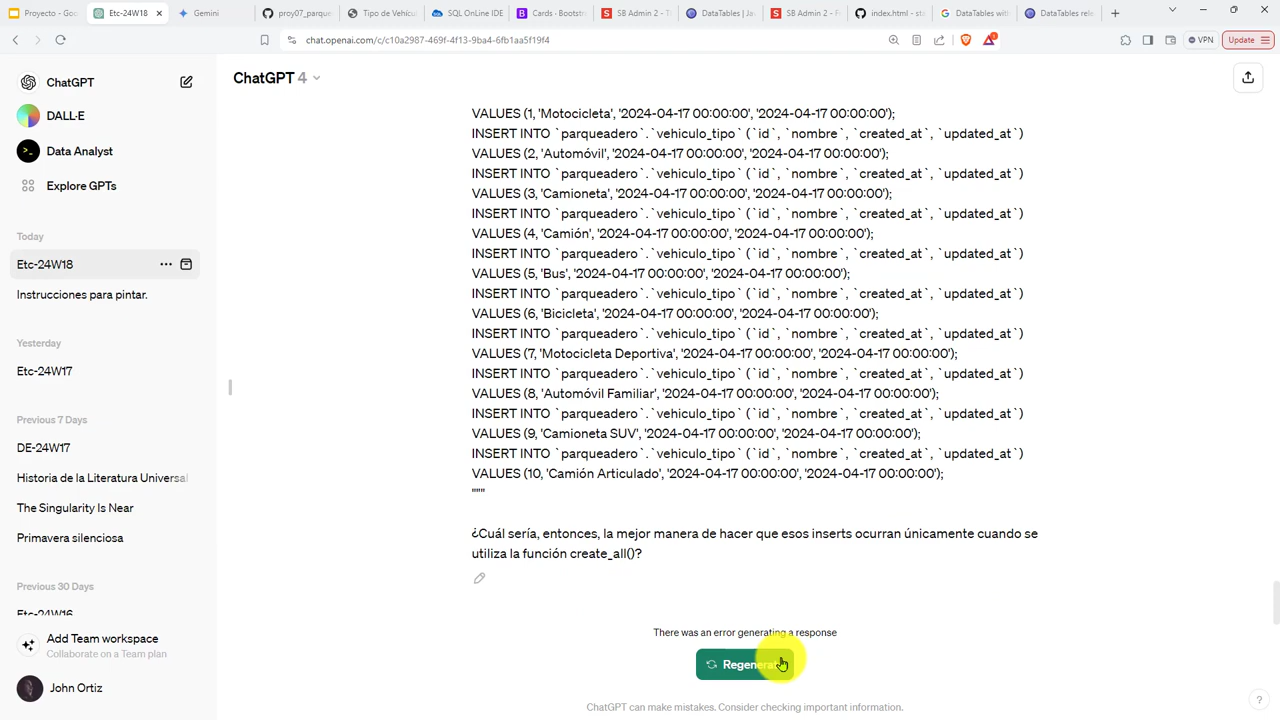 Proyecto - Goo
Etc-24W18
Gemini
proy07_parque
Tipo de Vehícu
SQL OnLine IDE
Cards · Bootstr
SB Admin 2 - T
DataTables | Ja
SB Admin 2 - F
index.html - sta
DataTables with
DataTables rele
chat.openai.com/c/c10a2987-469f-4f13-9ba4-6fb1aa5f19f4
VPN
Update
ChatGPT
DALL·E
Data Analyst
Explore GPTs
Today
Etc-24W18
Instrucciones para pintar.
Yesterday
Etc-24W17
Previous 7 Days
DE-24W17
Historia de la Literatura Universal
The Singularity Is Near
Primavera silenciosa
Previous 30 Days
Etc-24W16
Add Team workspace
Collaborate on a Team plan
John Ortiz
ChatGPT 4
VALUES (1, 'Motocicleta', '2024-04-17 00:00:00', '2024-04-17 00:00:00');
INSERT INTO `parqueadero`.`vehiculo_tipo` (`id`, `nombre`, `created_at`, `updated_at`)
VALUES (2, 'Automóvil', '2024-04-17 00:00:00', '2024-04-17 00:00:00');
INSERT INTO `parqueadero`.`vehiculo_tipo` (`id`, `nombre`, `created_at`, `updated_at`)
VALUES (3, 'Camioneta', '2024-04-17 00:00:00', '2024-04-17 00:00:00');
INSERT INTO `parqueadero`.`vehiculo_tipo` (`id`, `nombre`, `created_at`, `updated_at`)
VALUES (4, 'Camión', '2024-04-17 00:00:00', '2024-04-17 00:00:00');
INSERT INTO `parqueadero`.`vehiculo_tipo` (`id`, `nombre`, `created_at`, `updated_at`)
VALUES (5, 'Bus', '2024-04-17 00:00:00', '2024-04-17 00:00:00');
INSERT INTO `parqueadero`.`vehiculo_tipo` (`id`, `nombre`, `created_at`, `updated_at`)
VALUES (6, 'Bicicleta', '2024-04-17 00:00:00', '2024-04-17 00:00:00');
INSERT INTO `parqueadero`.`vehiculo_tipo` (`id`, `nombre`, `created_at`, `updated_at`)
VALUES (7, 'Motocicleta Deportiva', '2024-04-17 00:00:00', '2024-04-17 00:00:00');
INSERT INTO `parqueadero`.`vehiculo_tipo` (`id`, `nombre`, `created_at`, `updated_at`)
VALUES (8, 'Automóvil Familiar', '2024-04-17 00:00:00', '2024-04-17 00:00:00');
INSERT INTO `parqueadero`.`vehiculo_tipo` (`id`, `nombre`, `created_at`, `updated_at`)
VALUES (9, 'Camioneta SUV', '2024-04-17 00:00:00', '2024-04-17 00:00:00');
INSERT INTO `parqueadero`.`vehiculo_tipo` (`id`, `nombre`, `created_at`, `updated_at`)
VALUES (10, 'Camión Articulado', '2024-04-17 00:00:00', '2024-04-17 00:00:00');
"""
¿Cuál sería, entonces, la mejor manera de hacer que esos inserts ocurran únicamente cuando se
utiliza la función create_all()?
There was an error generating a response
ChatGPT can make mistakes. Consider checking important information.
?